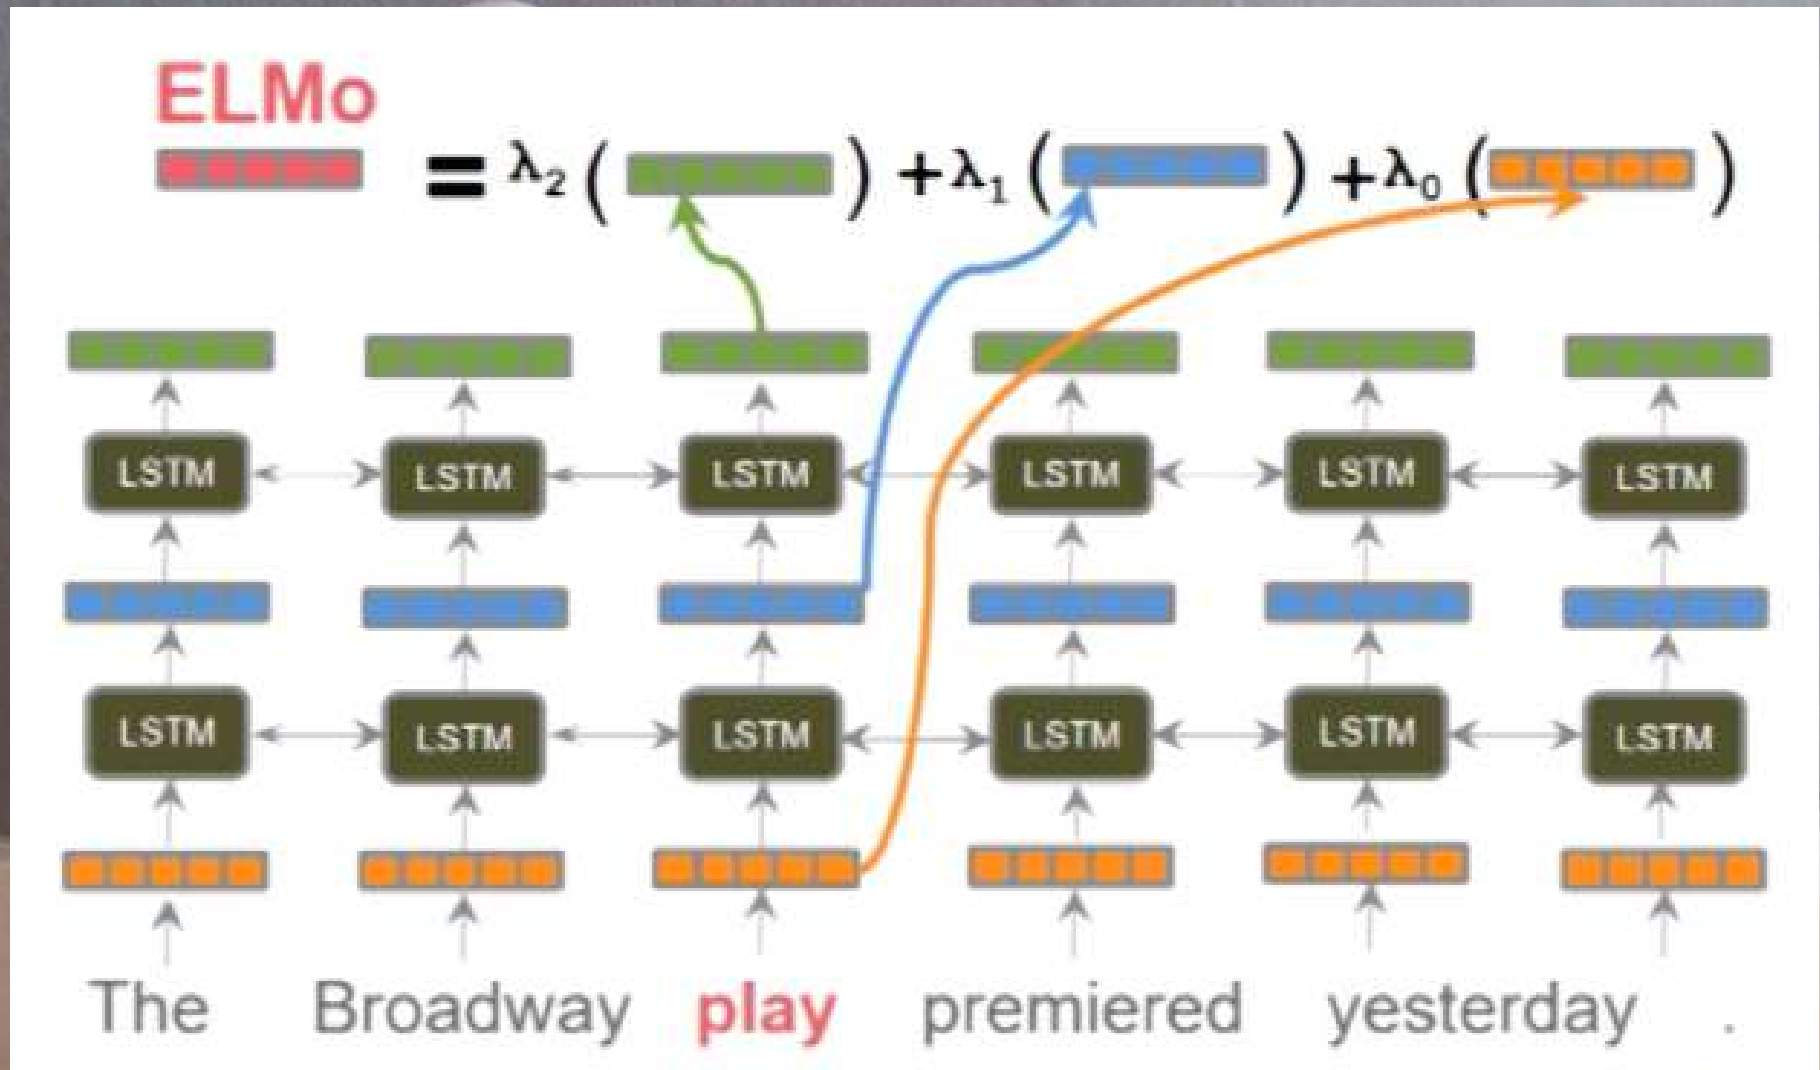 ELMo
= λ2 ( ) +λ1 ( ) +λ0 ( )
LSTM LSTM LSTM LSTM LSTM LSTM
LSTM LSTM LSTM LSTM LSTM LSTM
The Broadway play premiered yesterday .